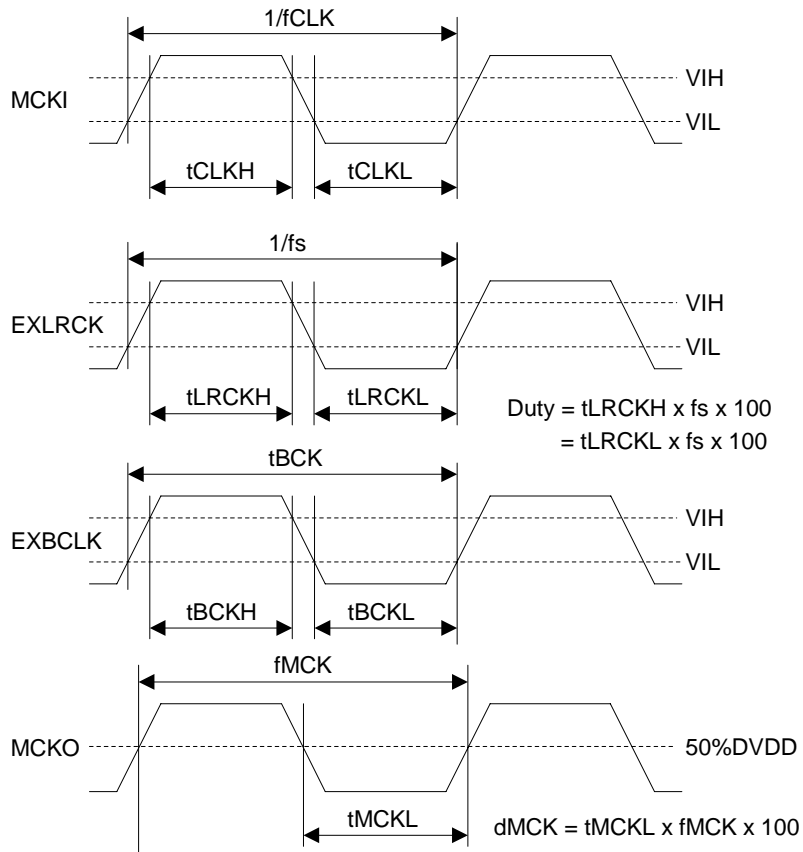 1/fCLK
VIH
MCKI
VIL
tCLKH
tCLKL
1/fs
VIH
EXLRCK
VIL
tLRCKH
tLRCKL
Duty = tLRCKH x fs x 100
= tLRCKL x fs x 100
tBCK
VIH
EXBCLK
VIL
tBCKH
tBCKL
fMCK
MCKO
50%DVDD
tMCKL
dMCK = tMCKL x fMCK x 100